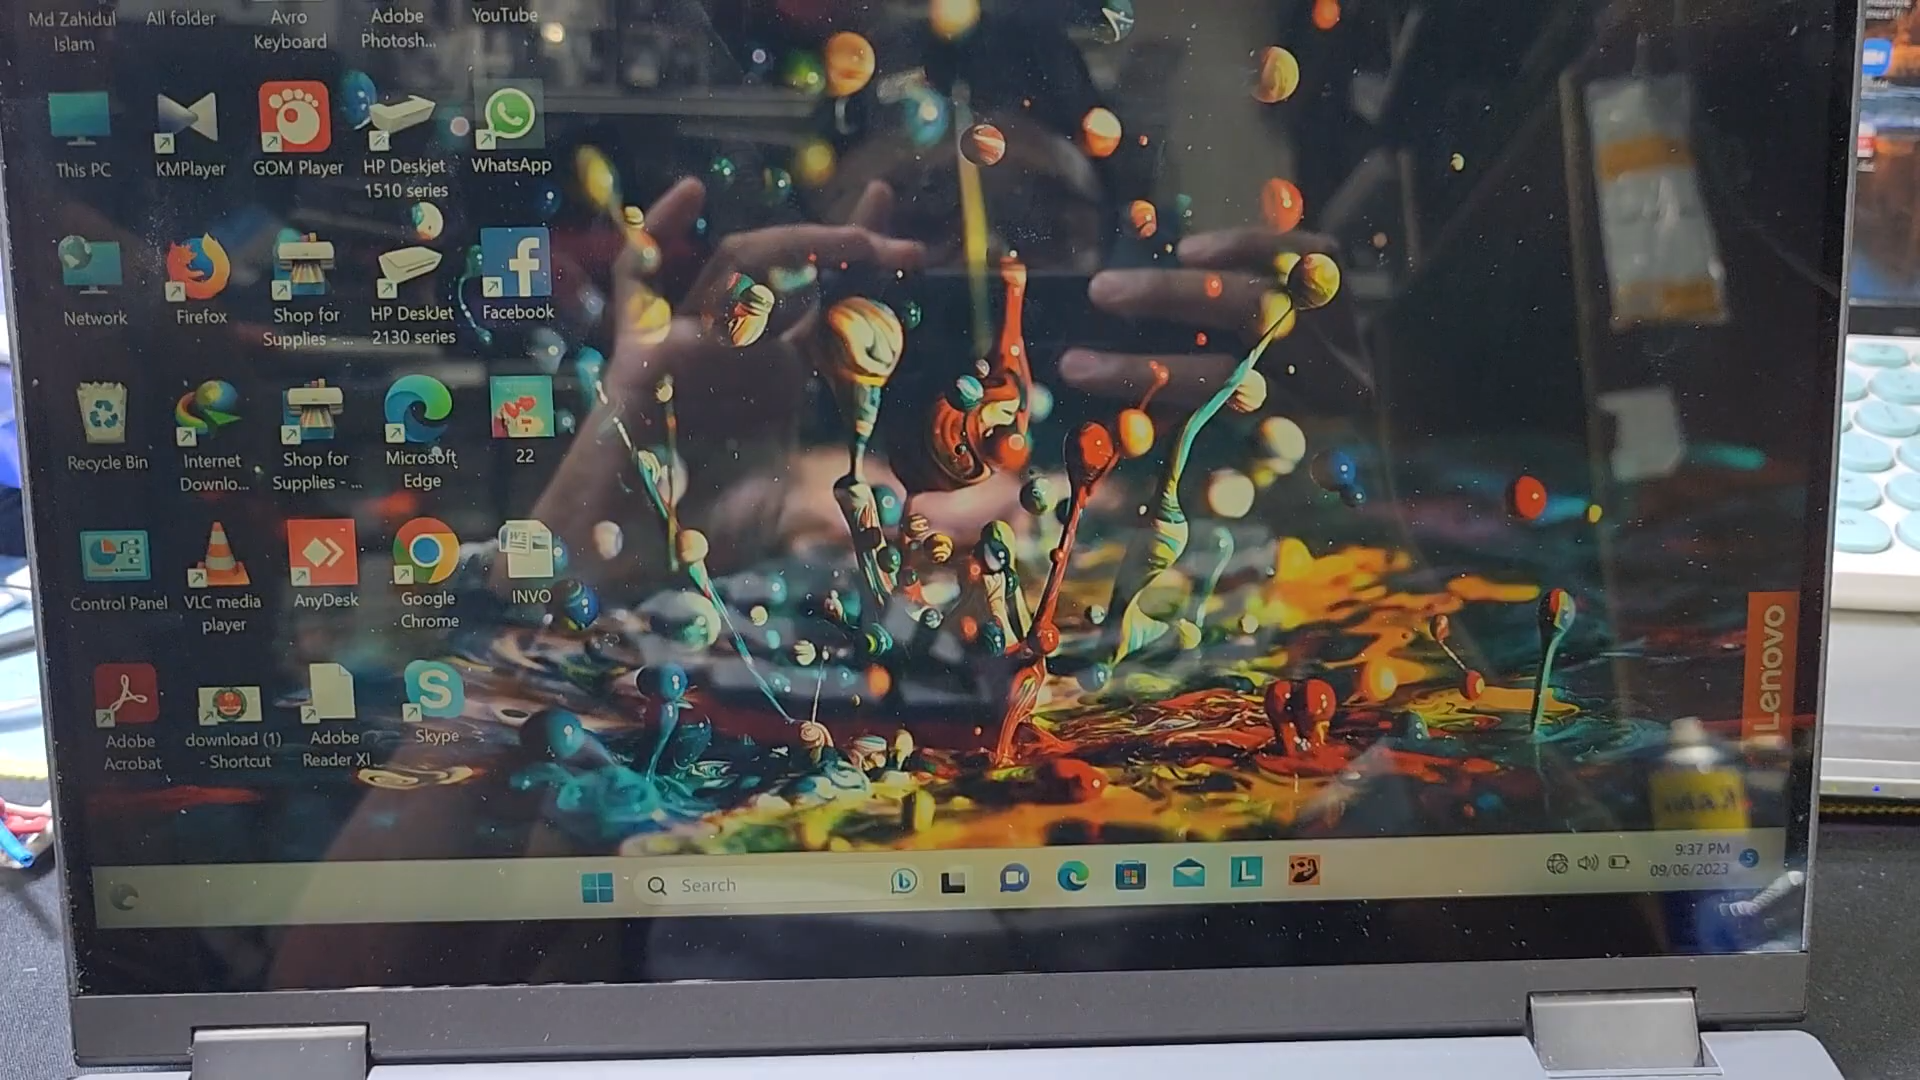 Md Zahidul
Islam
All folder
Avro
Keyboard
Adobe
Photosh...
YouTube
This PC
KMPlayer
GOM Player
HP Deskjet
1510 series
WhatsApp
Network
Firefox
Shop for
Supplies - ...
HP DeskJet
2130 series
Facebook
Recycle Bin
Internet
Downlo...
Shop for
Supplies - ...
Microsoft
Edge
22
Control Panel
VLC media
player
AnyDesk
Google
Chrome
INVO
Adobe
Acrobat
download (1)
- Shortcut
Adobe
Reader XI
Skype
Lenovo
Search
9:37 PM
09/06/2023
5